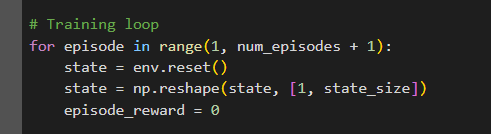 # Training loop
for episode in range(1, num_episodes + 1):
    state = env.reset()
    state = np.reshape(state, [1, state_size])
    episode_reward = 0